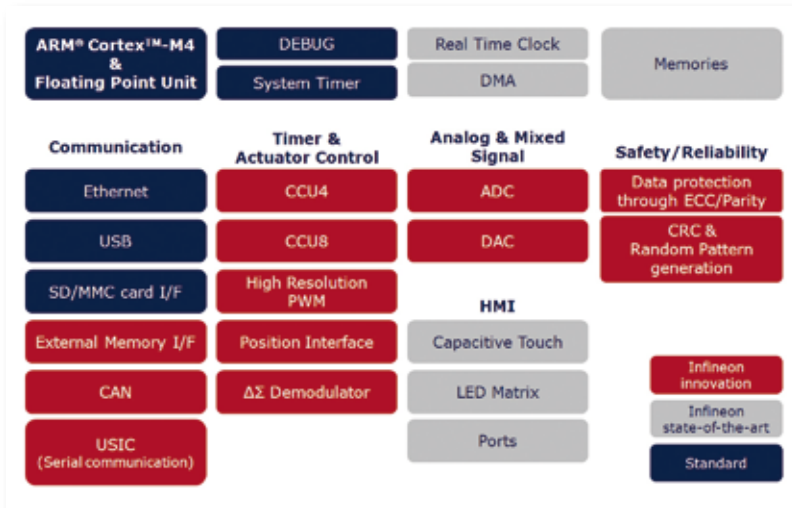 ARM® Cortex™-M4
&
Floating Point Unit
DEBUG
System Timer
Real Time Clock
DMA
Memories
Communication
Ethernet
USB
SD/MMC card I/F
External Memory I/F
CAN
USIC
(Serial communication)
Timer &
Actuator Control
CCU4
CCU8
High Resolution
PWM
Position Interface
ΔΣ Demodulator
Analog & Mixed
Signal
ADC
DAC
HMI
Capacitive Touch
LED Matrix
Ports
Safety/Reliability
Data protection
through ECC/Parity
CRC &
Random Pattern
generation
Infineon
innovation
Infineon
state-of-the-art
Standard